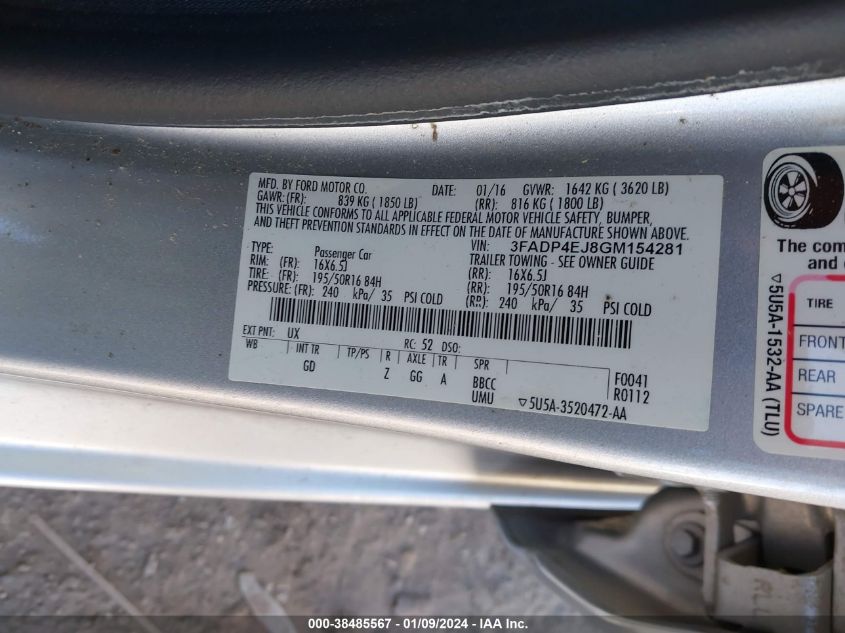 MFD. BY FORD MOTOR CO. DATE: 01/16 GVWR: 1642 KG ( 3620 LB)
GAWR: (FR): 839 KG ( 1850 LB) (RR): 816 KG ( 1800 LB)
THIS VEHICLE CONFORMS TO ALL APPLICABLE FEDERAL MOTOR VEHICLE SAFETY, BUMPER,
AND THEFT PREVENTION STANDARDS IN EFFECT ON THE DATE OF MANUFACTURE SHOWN ABOVE.
VIN: 3FADP4EJ8GM154281
TYPE: Passenger Car TRAILER TOWING - SEE OWNER GUIDE
RIM: (FR): 16X6.5J (RR): 16X6.5J
TIRE: (FR): 195/50R16 84H (RR): 195/50R16 84H
PRESSURE: (FR): 240 kPa/ 35 PSI COLD (RR): 240 kPa/ 35 PSI COLD
EXT PNT: UX RC: 52 DSO:
WB INT TR TP/PS R AXLE TR SPR
GD Z GG A BBCC F0041
UMU R0112
▽5U5A-3520472-AA
The com
and
TIRE
FRONT
REAR
SPARE
▽5U5A-1532-AA (TLU)
000-38485567 - 01/09/2024 - IAA Inc.